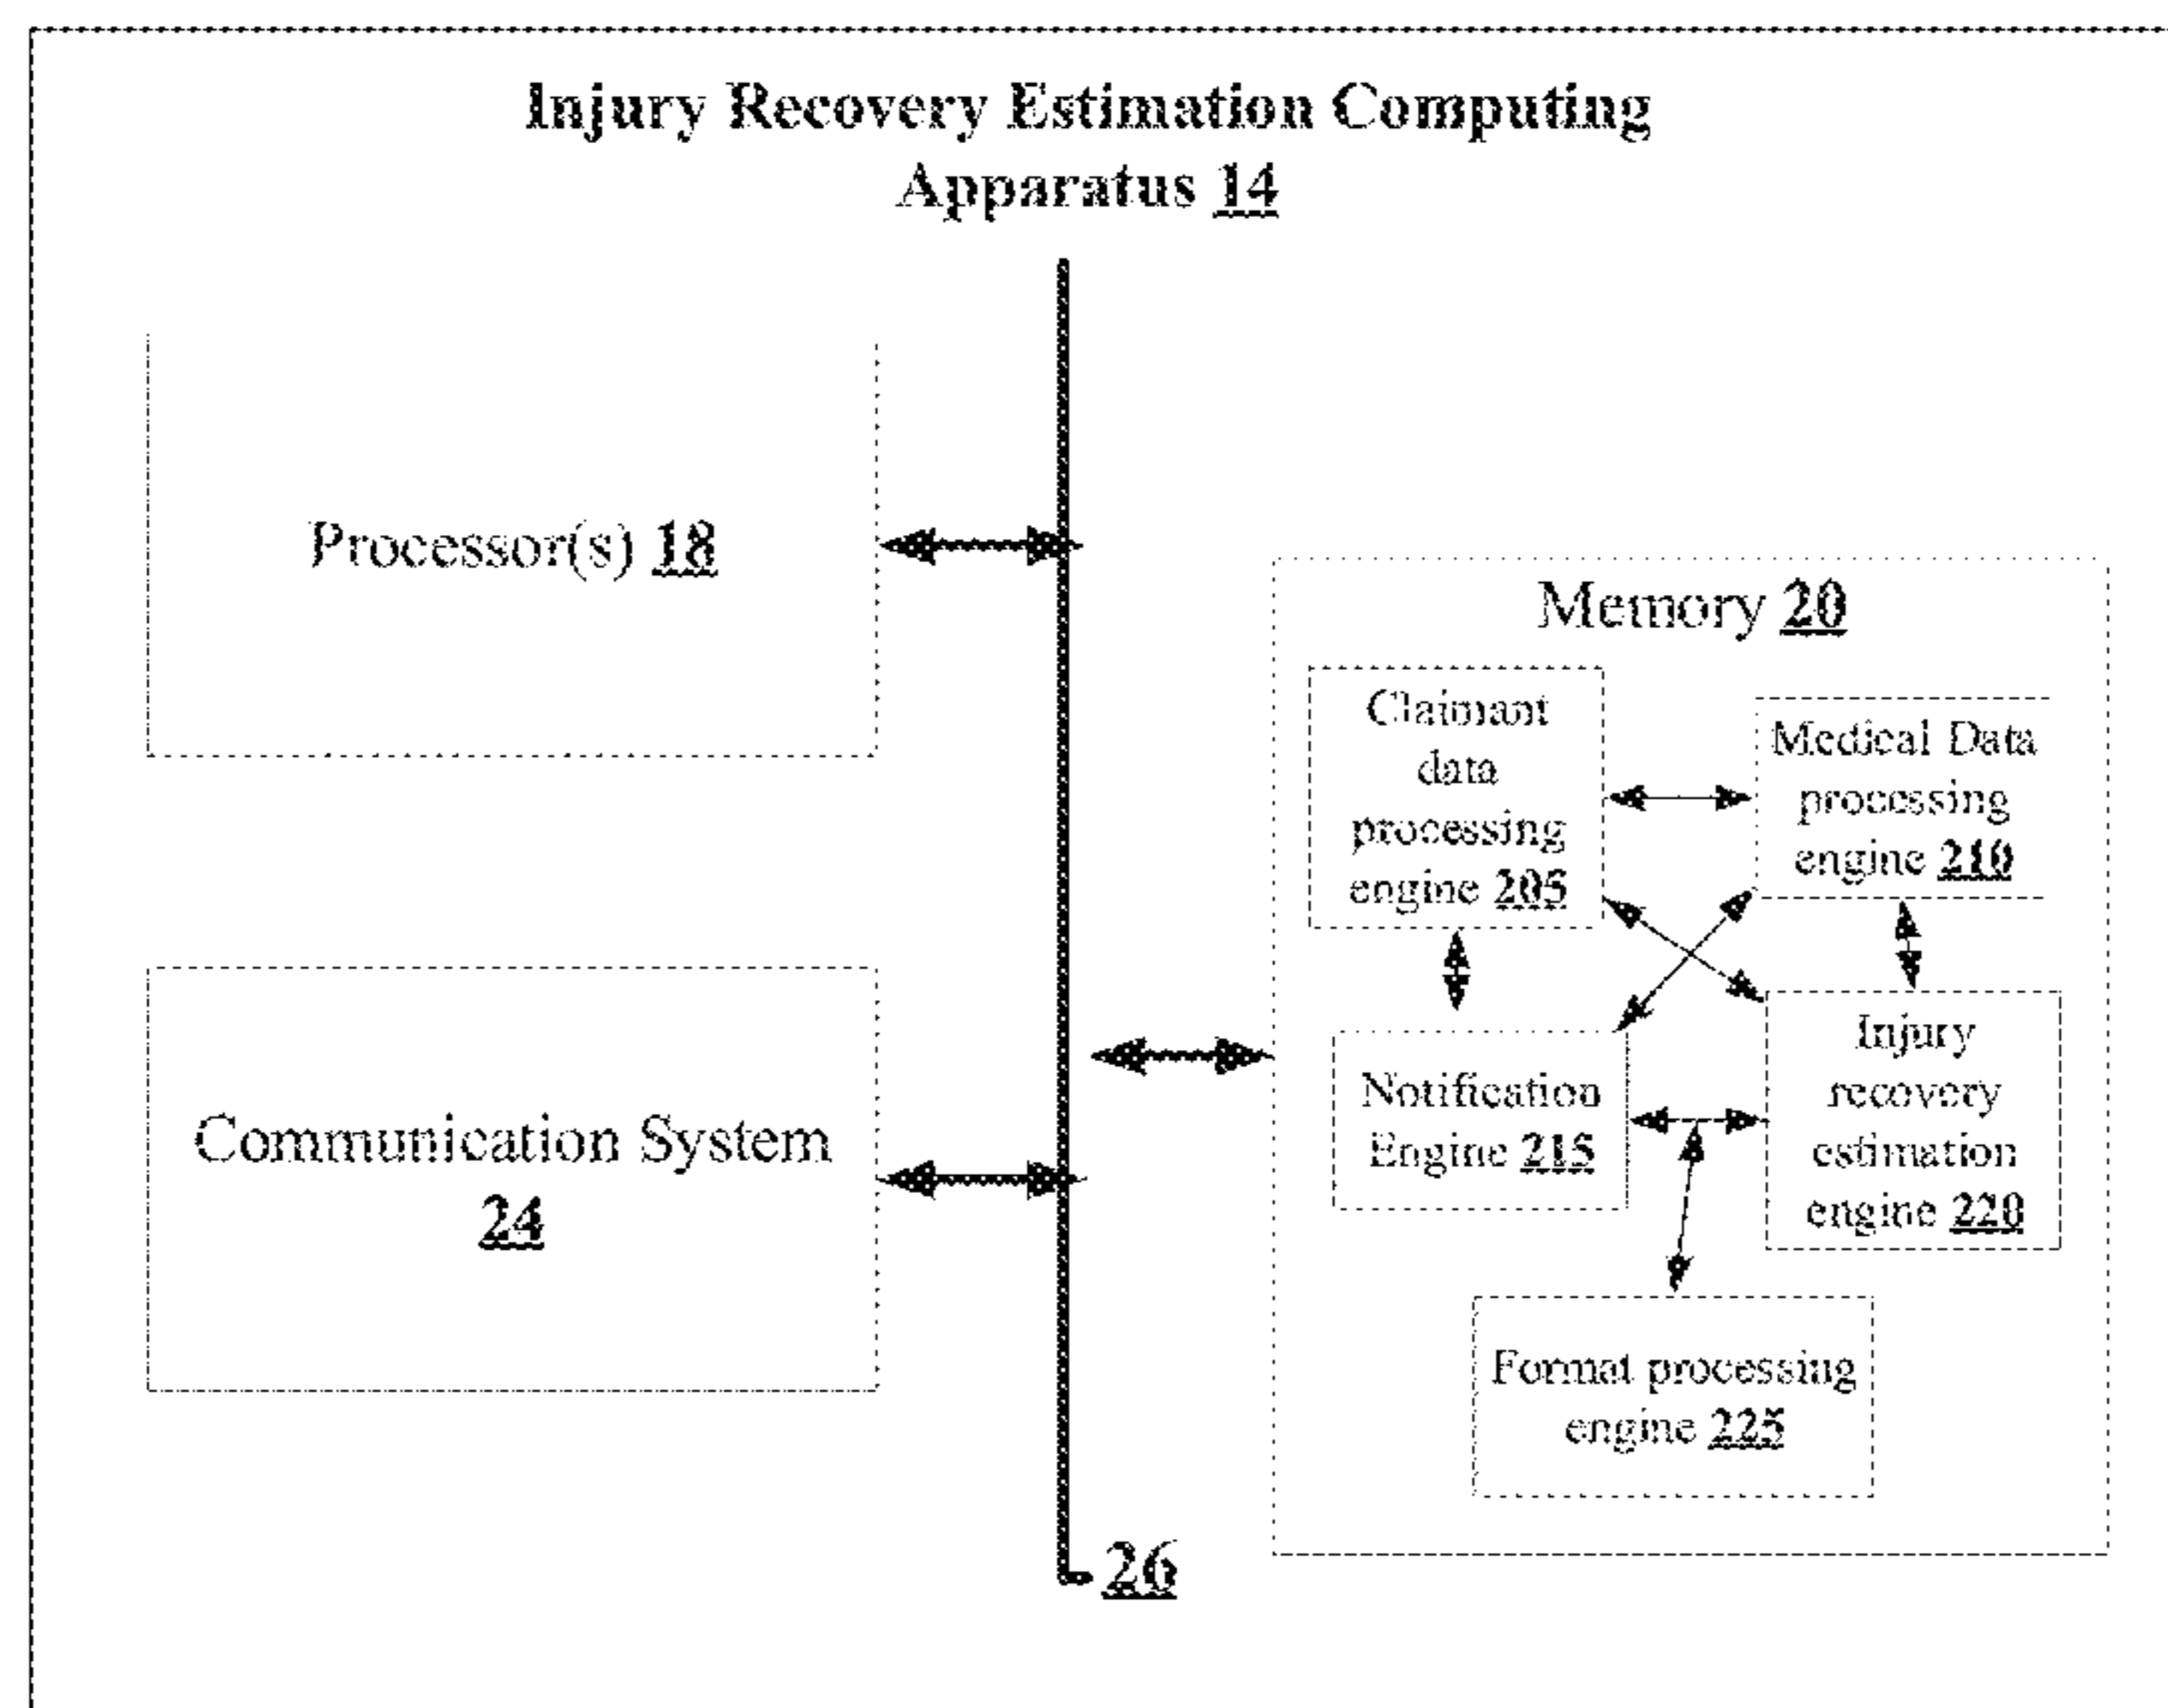 Injury Recovery Estimation Computing
Apparatus 14
Processor(s) 18
Memory 20
Claimant
data
processing
engine 205
Medical Data
processing
engine 210
Communication System
24
Notification
Engine 215
Injury
recovery
estimation
engine 220
Format processing
engine 225
26